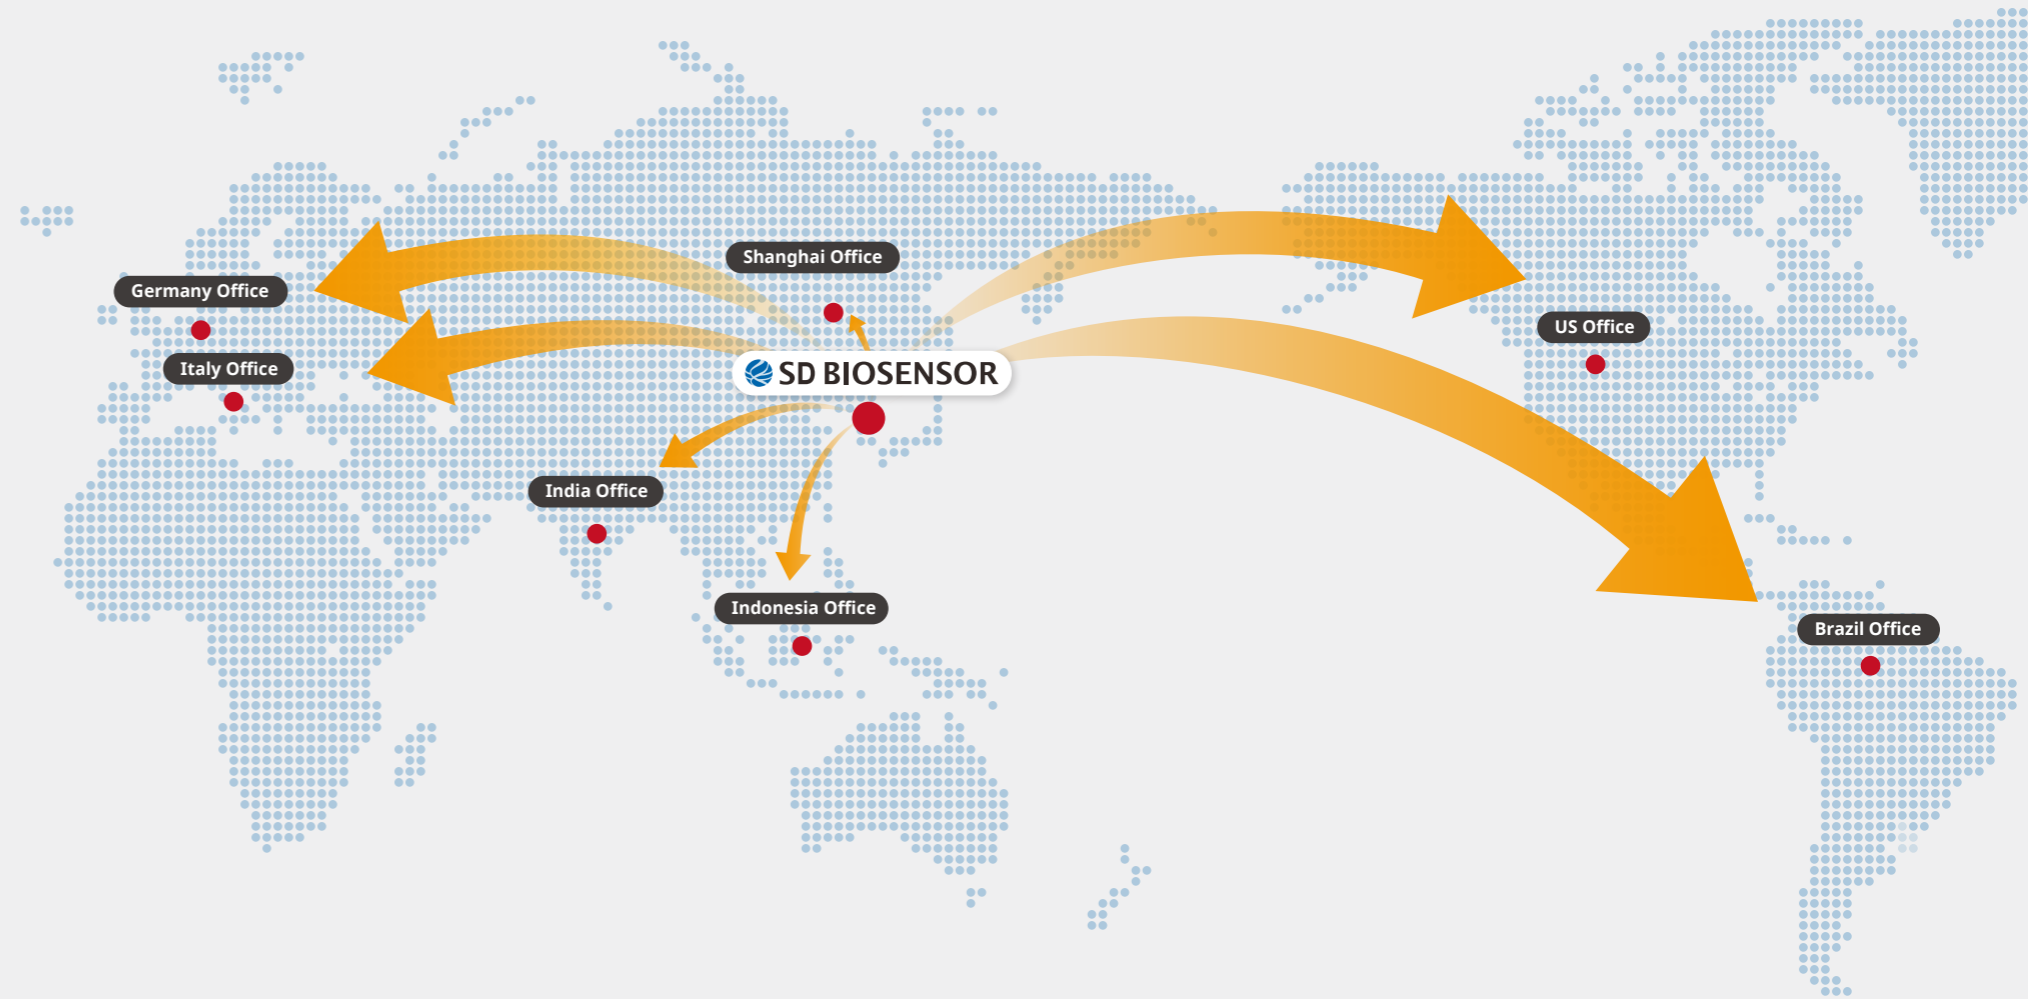 Shanghai Office
Germany Office
US Office
Italy Office
SD BIOSENSOR
India Office
Indonesia Office
Brazil Office